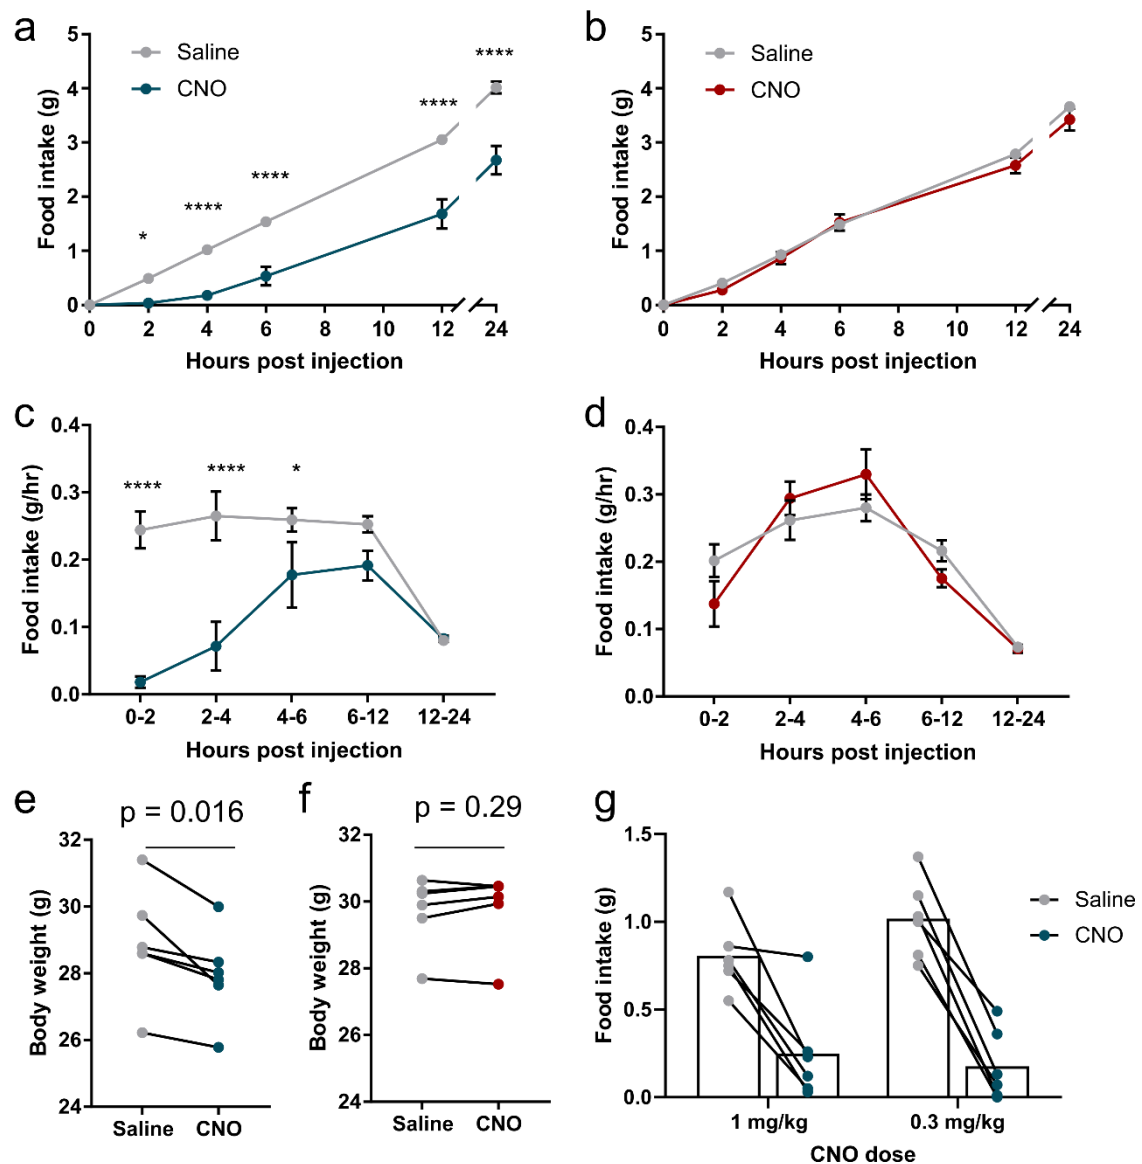 a
5
4
3
2
1
0
Food intake (g)
Saline
CNO
*
****
****
****
****
0 2 4 6 8 10 12 24
Hours post injection
b
5
4
3
2
1
0
Food intake (g)
Saline
CNO
0 2 4 6 8 10 12 24
Hours post injection
c
0.4
0.3
0.2
0.1
0.0
Food intake (g/hr)
****
****
*
0-2 2-4 4-6 6-12 12-24
Hours post injection
d
0.4
0.3
0.2
0.1
0.0
Food intake (g/hr)
0-2 2-4 4-6 6-12 12-24
Hours post injection
e
p = 0.016
32
30
28
26
24
Body weight (g)
Saline CNO
f
p = 0.29
32
30
28
26
24
Body weight (g)
Saline CNO
g
1.5
1.0
0.5
0.0
Food intake (g)
Saline
CNO
1 mg/kg 0.3 mg/kg
CNO dose